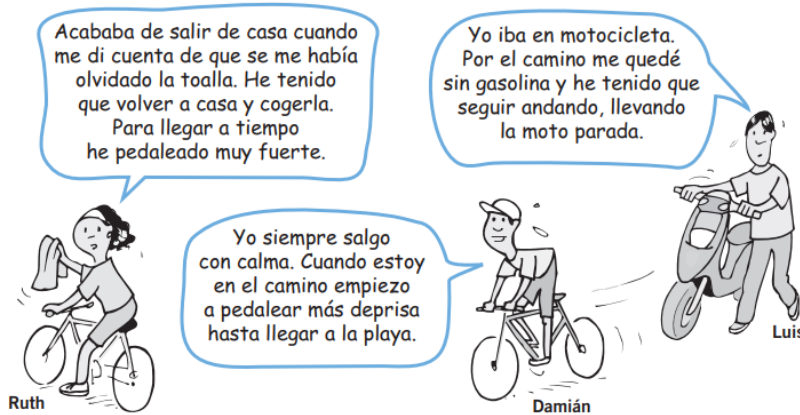 Acababa de salir de casa cuando
me di cuenta de que se me había
olvidado la toalla. He tenido
que volver a casa y cogerla.
Para llegar a tiempo
he pedaleado muy fuerte.
Yo iba en motocicleta.
Por el camino me quedé
sin gasolina y he tenido que
seguir andando, llevando
la moto parada.
Yo siempre salgo
con calma. Cuando estoy
en el camino empiezo
a pedalear más deprisa
hasta llegar a la playa.
Ruth
Damián
Luis